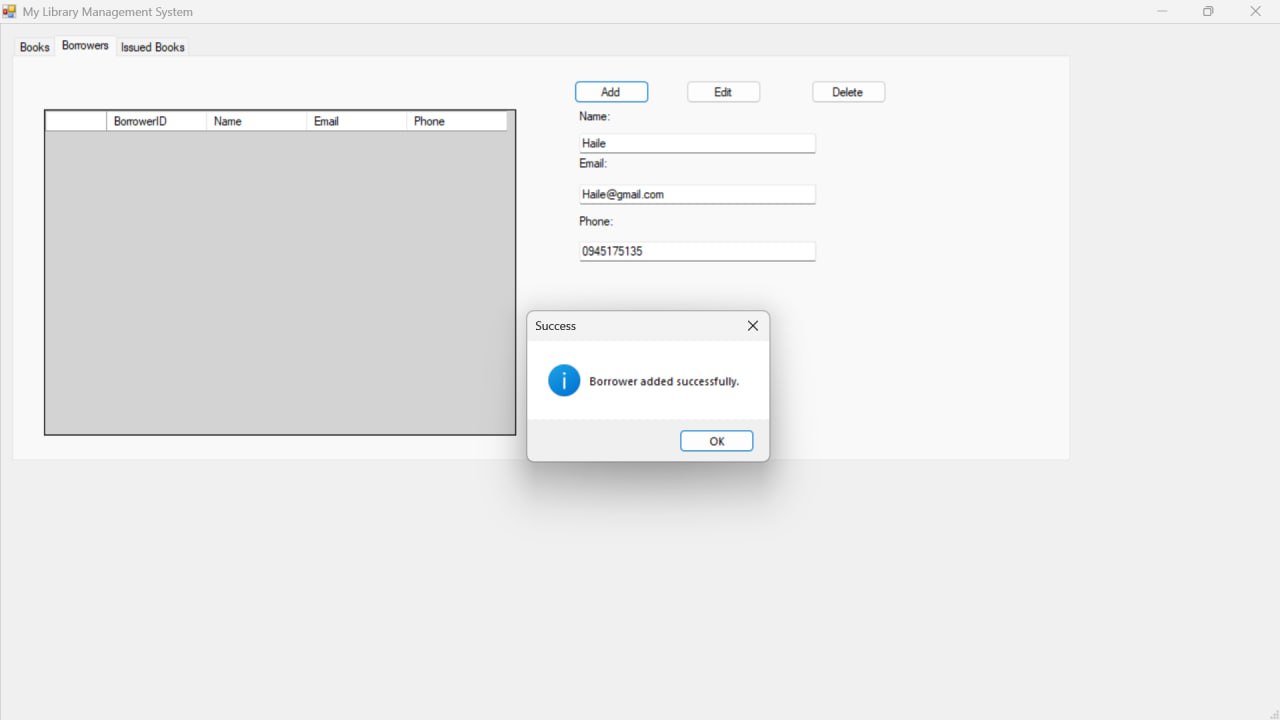 My Library Management System
Books Borrowers Issued Books
Add Edit Delete
BorrowerID Name Email Phone
Name:
Haile
Email:
Haile@gmail.com
Phone:
0945175135
Success
Borrower added successfully.
OK